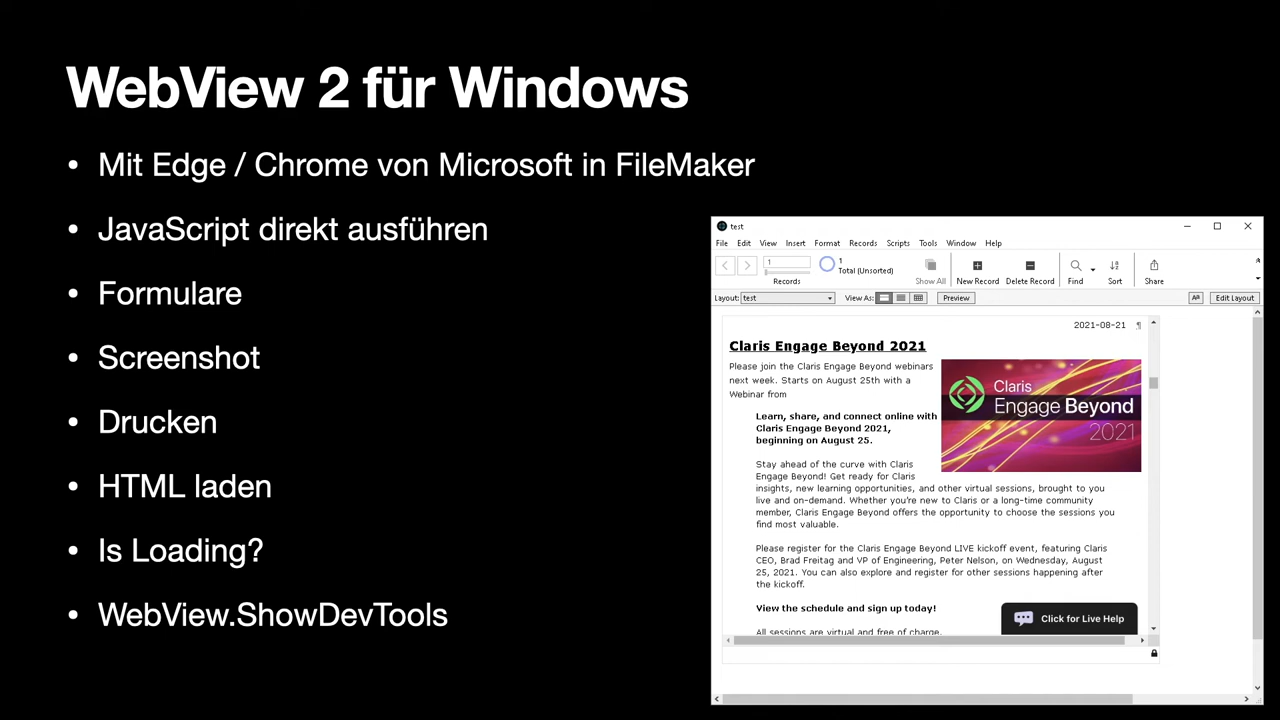 WebView 2 für Windows
• Mit Edge / Chrome von Microsoft in FileMaker
• JavaScript direkt ausführen
• Formulare
• Screenshot
• Drucken
• HTML laden
• Is Loading?
• WebView.ShowDevTools
test
File Edit View Insert Format Records Scripts Tools Window Help
1
1
Total (Unsorted)
Records
Show All
New Record
Delete Record
Find
Sort
Share
Layout: test
View As:
Preview
Aa
Edit Layout
2021-08-21 ¶
Claris Engage Beyond 2021
Please join the Claris Engage Beyond webinars
next week. Starts on August 25th with a
Webinar from
Claris
Engage Beyond
2021
Learn, share, and connect online with
Claris Engage Beyond 2021,
beginning on August 25.
Stay ahead of the curve with Claris
Engage Beyond! Get ready for Claris
insights, new learning opportunities, and other virtual sessions, brought to you
live and on-demand. Whether you're new to Claris or a long-time community
member, Claris Engage Beyond offers the opportunity to choose the sessions you
find most valuable.
Please register for the Claris Engage Beyond LIVE kickoff event, featuring Claris
CEO, Brad Freitag and VP of Engineering, Peter Nelson, on Wednesday, August
25, 2021. You can also explore and register for other sessions happening after
the kickoff.
View the schedule and sign up today!
Click for Live Help
All sessions are virtual and free of charge.